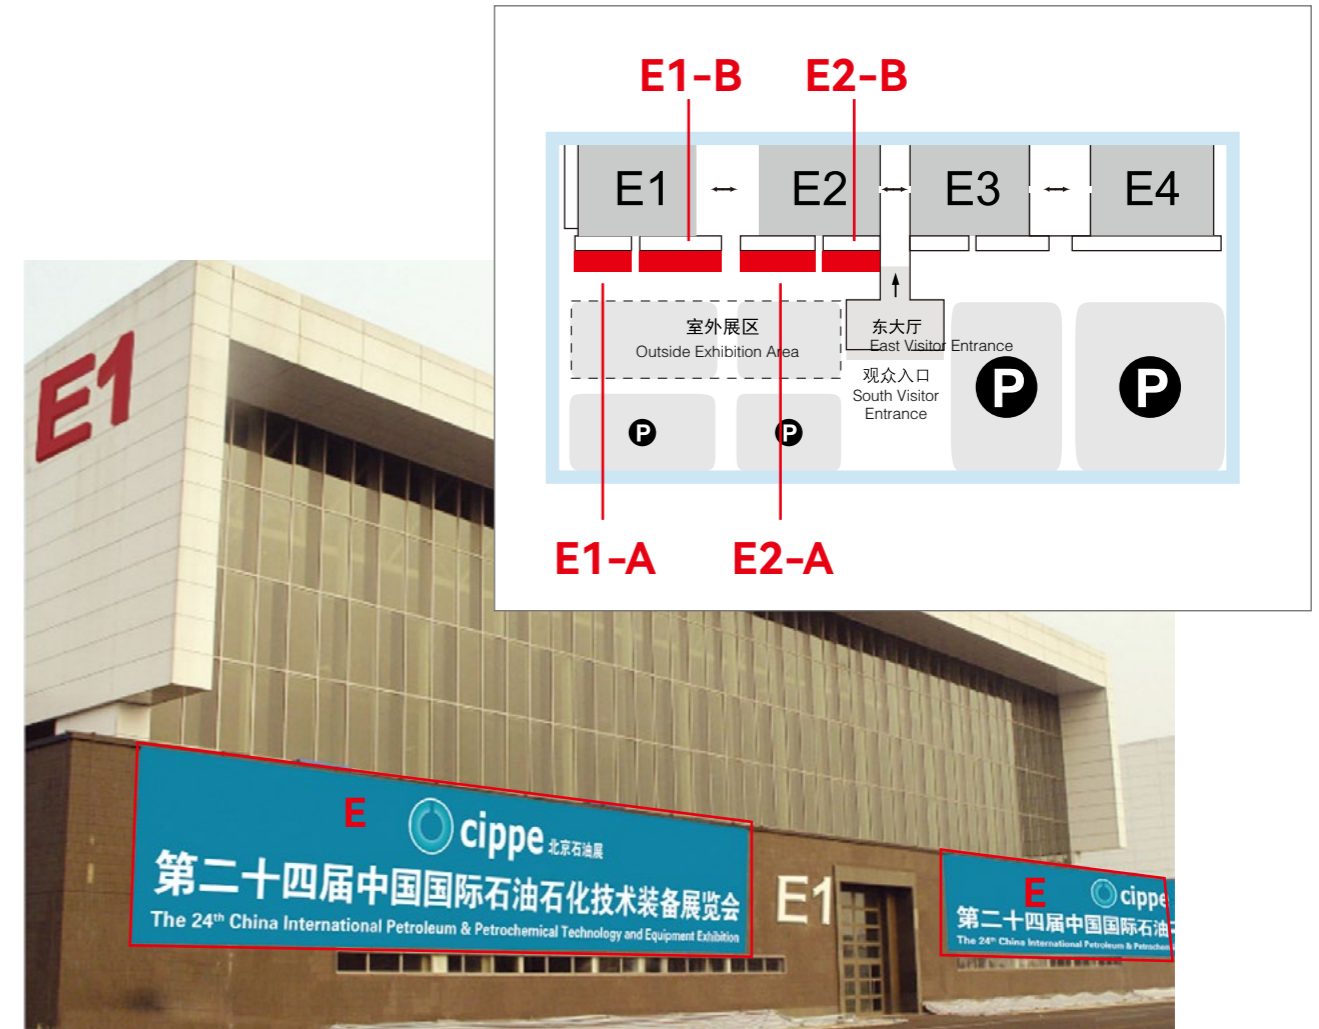 E1-B
E2-B
E1
E2
E3
E4
室外展区
Outside Exhibition Area
东大厅
East Visitor Entrance
观众入口
South Visitor
Entrance
P
P
P
P
E1-A
E2-A
E1
E
cippe 北京石油展
第二十四届中国国际石油石化技术装备展览会
The 24th China International Petroleum & Petrochemical Technology and Equipment Exhibition
E1
E
cippe
第二十四届中国国际石油
The 24th China International Petroleum & Petrochem